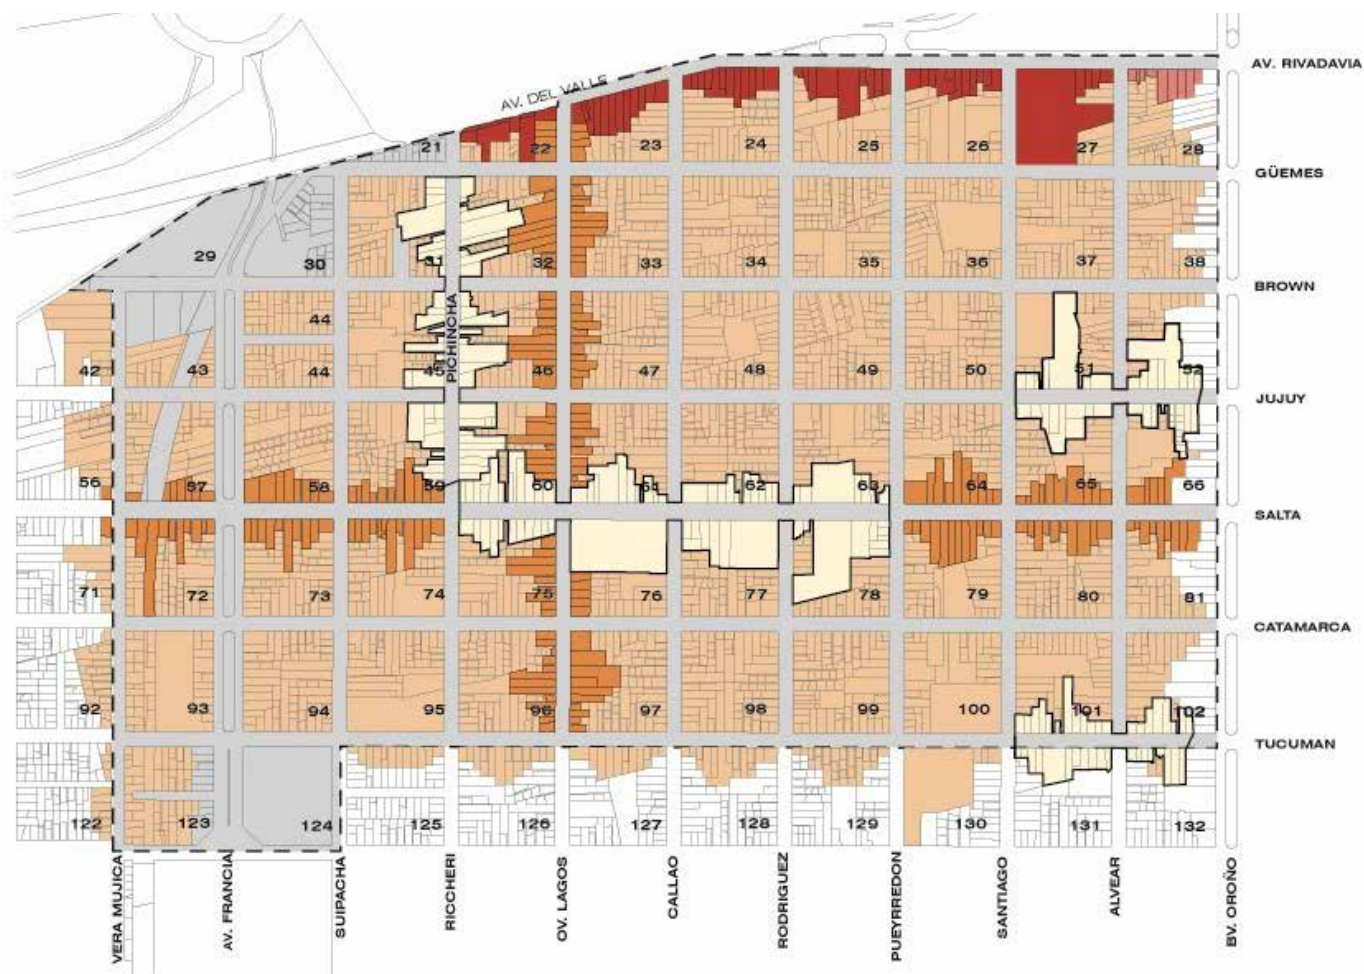 AV. RIVADAVIA
AV. DEL VALLE
21 22 23 24 25 26 27 28
GÜEMES
29 30 31 32 33 34 35 36 37 38
BROWN
PICHINCHA
44
42 43 44 45 46 47 48 49 50 51 52
JUJUY
56 57 58 59 60 61 62 63 64 65 66
SALTA
71 72 73 74 75 76 77 78 79 80 81
CATAMARCA
92 93 94 95 96 97 98 99 100 101 102
TUCUMAN
122 123 124 125 126 127 128 129 130 131 132
VERA MUJICA
AV. FRANCIA
SUIPACHA
RICCHERI
OV. LAGOS
CALLAO
RODRIGUEZ
PUEYRREDON
SANTIAGO
ALVEAR
BV. OROÑO